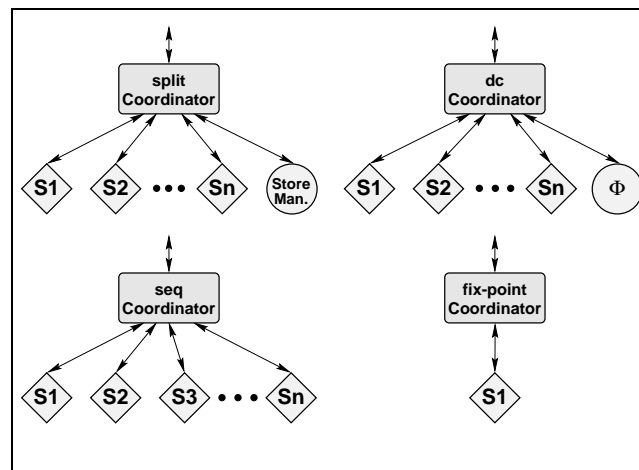 split
Coordinator
S1 S2 ••• Sn Store
Man.
dc
Coordinator
S1 S2 ••• Sn Φ
seq
Coordinator
S1 S2 S3 •••• Sn
fix-point
Coordinator
S1